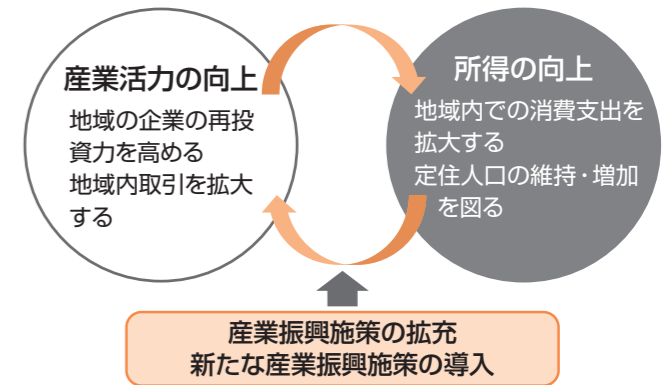 産業活力の向上
地域の企業の再投
資力を高める
地域内取引を拡大
する
所得の向上
地域内での消費支出を
拡大する
定住人口の維持・増加
を図る
産業振興施策の拡充
新たな産業振興施策の導入